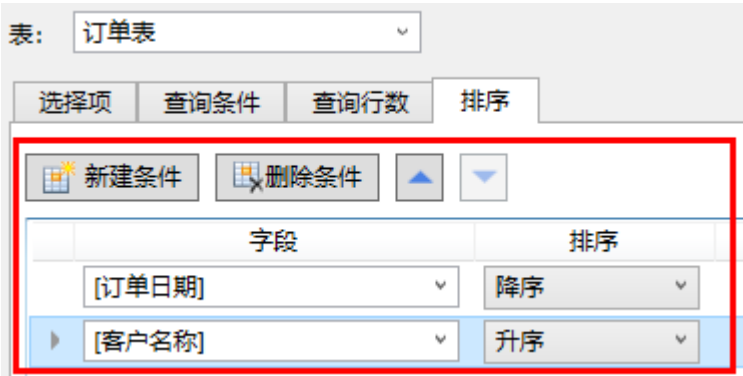 表: 订单表
选择项 查询条件 查询行数 排序
新建条件 删除条件
字段 排序
[订单日期] 降序
[客户名称] 升序